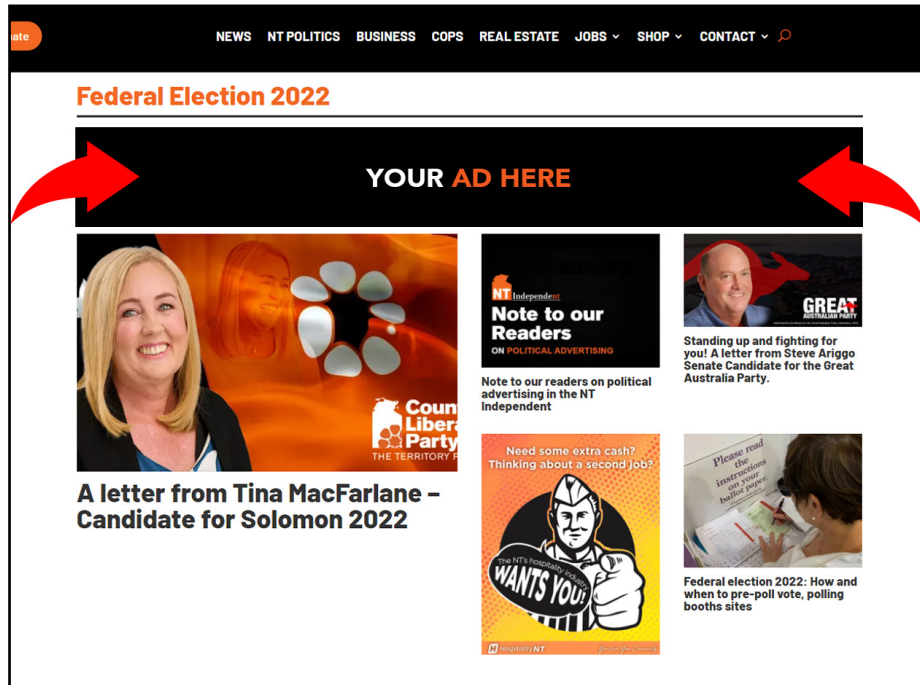 ate
NEWS NT POLITICS BUSINESS COPS REAL ESTATE JOBS SHOP CONTACT
Federal Election 2022
YOUR AD HERE
Coun
Libera
Party
THE TERRITORY F
A letter from Tina MacFarlane –
Candidate for Solomon 2022
NT Independent
Note to our
Readers
ON POLITICAL ADVERTISING
Note to our readers on political
advertising in the NT
Independent
GREAT
AUSTRALIAN PARTY
Standing up and fighting for
you! A letter from Steve Ariggo
Senate Candidate for the Great
Australia Party.
Need some extra cash?
Thinking about a second job?
The NT's hospitality industry
WANTS YOU!
H Hospitality NT
Please read
the
instructions
on your
ballot paper.
Federal election 2022: How and
when to pre-poll vote, polling
booths sites